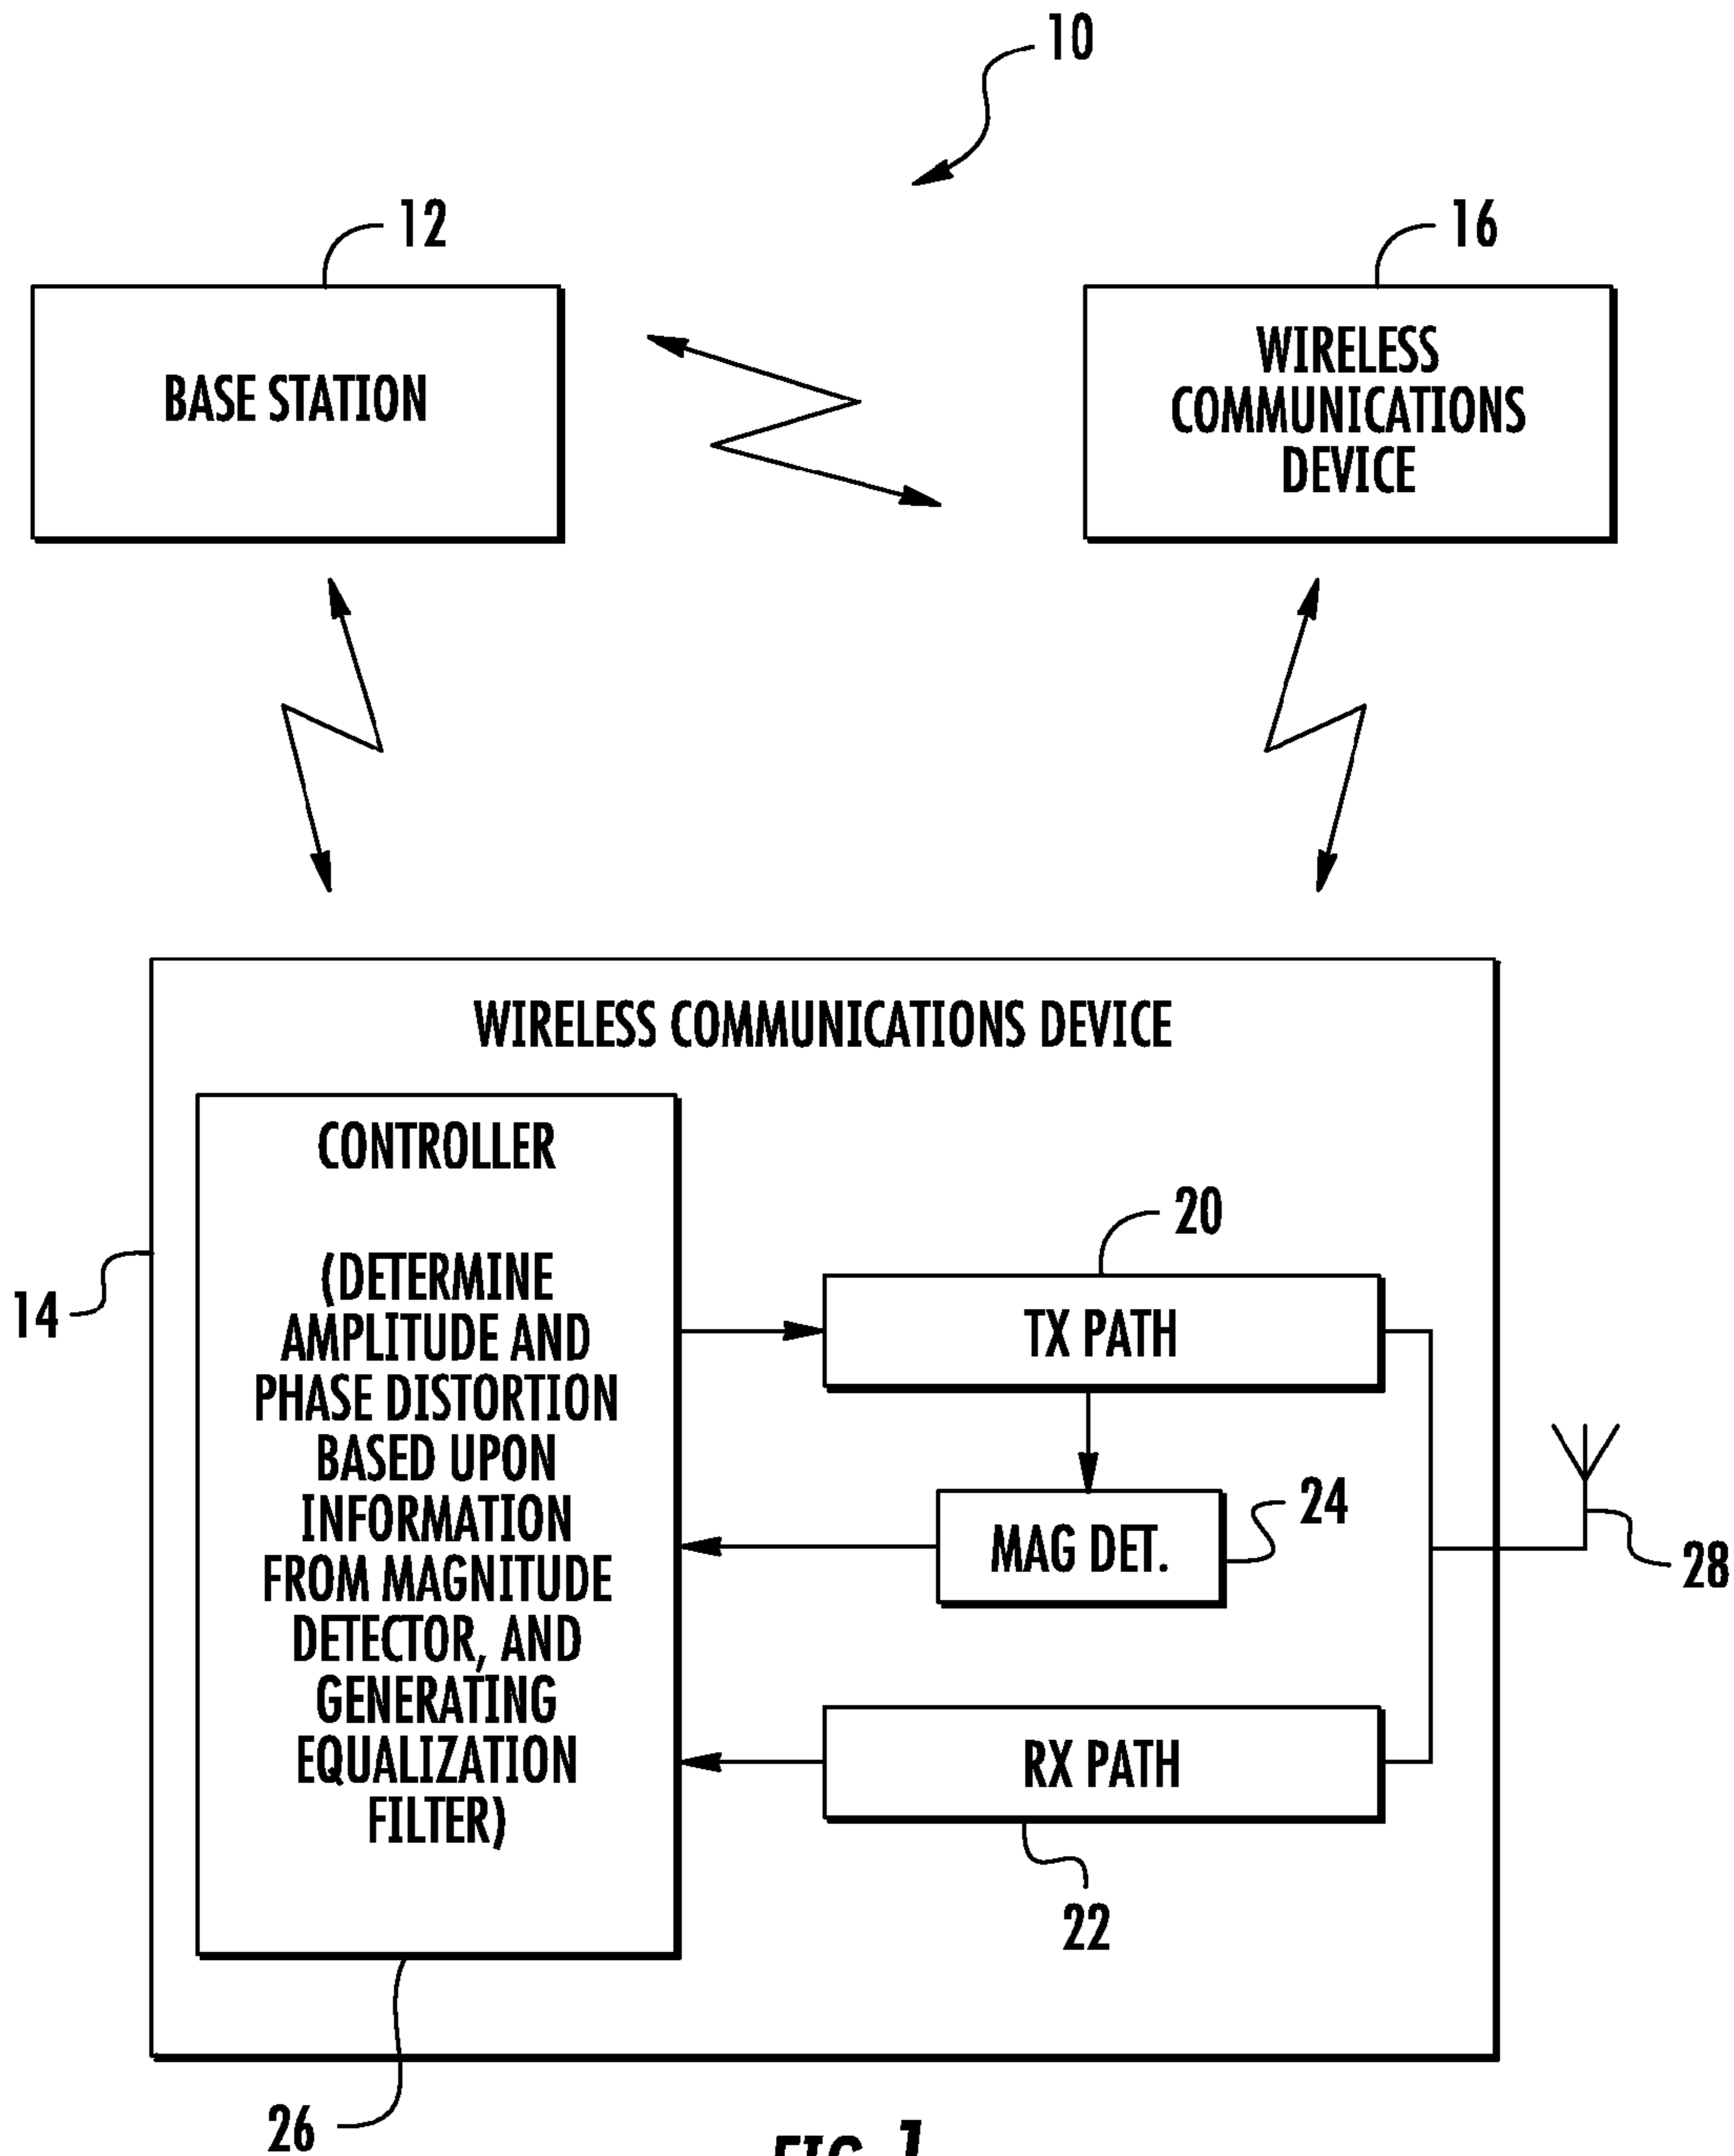 10
12
16
BASE STATION
WIRELESS
COMMUNICATIONS
DEVICE
WIRELESS COMMUNICATIONS DEVICE
CONTROLLER
(DETERMINE
AMPLITUDE AND
PHASE DISTORTION
BASED UPON
INFORMATION
FROM MAGNITUDE
DETECTOR, AND
GENERATING
EQUALIZATION
FILTER)
14
20
TX PATH
24
MAG DET.
28
RX PATH
22
26
FIG. 1